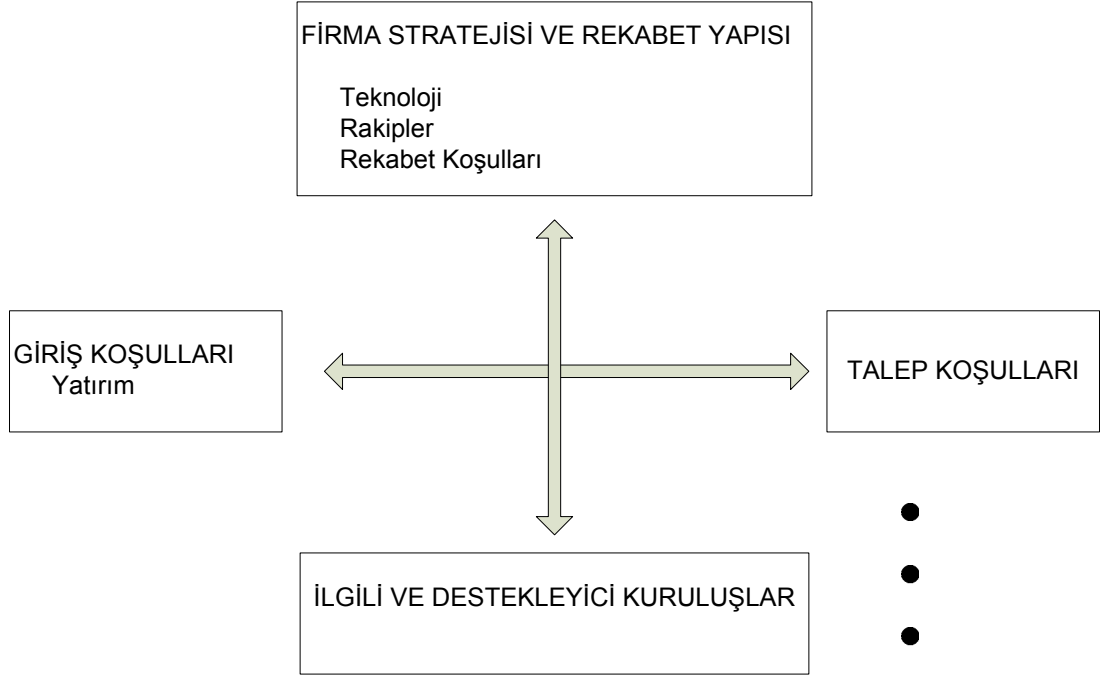 FİRMA STRATEJİSİ VE REKABET YAPISI
Teknoloji
Rakipler
Rekabet Koşulları
GİRİŞ KOŞULLARI
Yatırım
TALEP KOŞULLARI
İLGİLİ VE DESTEKLEYİCİ KURULUŞLAR